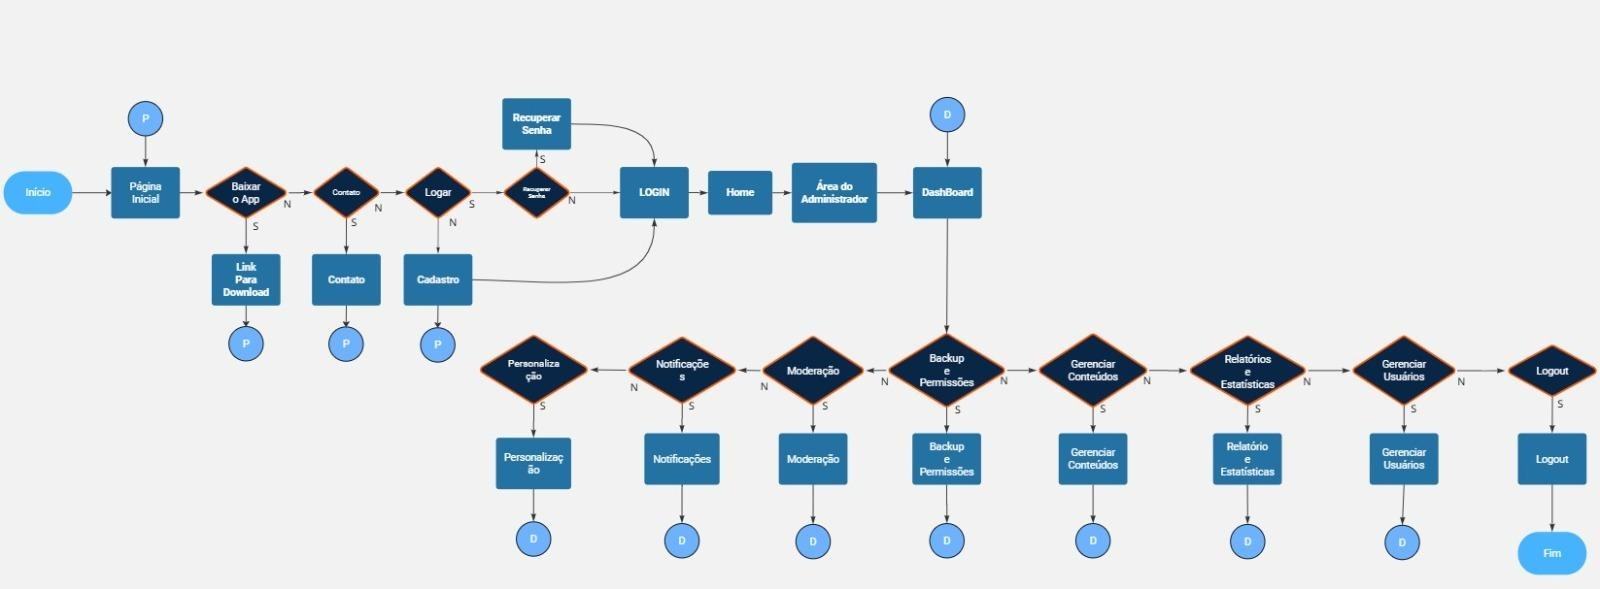 P
D
Recuperar
Senha
S
Início
Página
Inicial
Baixar
o App
N
S
Contato
N
S
Logar
S
N
Recuperar
Senha
N
LOGIN
Home
Área do
Administrador
DashBoard
Link
Para
Download
Contato
Cadastro
P
P
P
Personaliza
ção
S
Notificaçõe
s
N
S
Moderação
N
S
Backup
e
Permissões
N
N
S
Gerenciar
Conteúdos
N
S
Relatórios
e
Estatísticas
N
S
Gerenciar
Usuários
N
S
Logout
S
Personalizaç
ão
Notificações
Moderação
Backup
e
Permissões
Gerenciar
Conteúdos
Relatório
e
Estatísticas
Gerenciar
Usuários
Logout
D
D
D
D
D
D
D
Fim